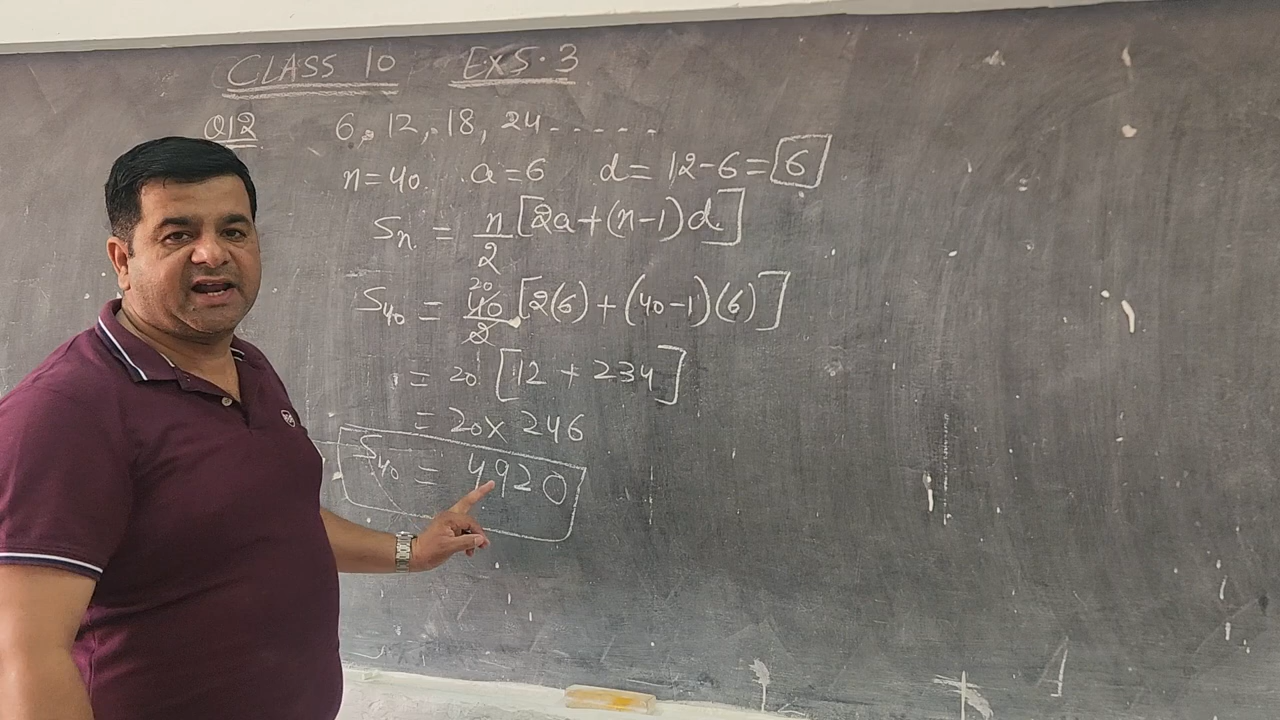 CLASS 10 EX 5.3
Q12 6, 12, 18, 24-----
n=40 a=6 d=12-6=6
Sn = n/2 [2a+(n-1)d]
S40 = 20 40/2 [2(6)+(40-1)(6)]
= 20 [12 + 234]
= 20 x 246
S40 = 4920